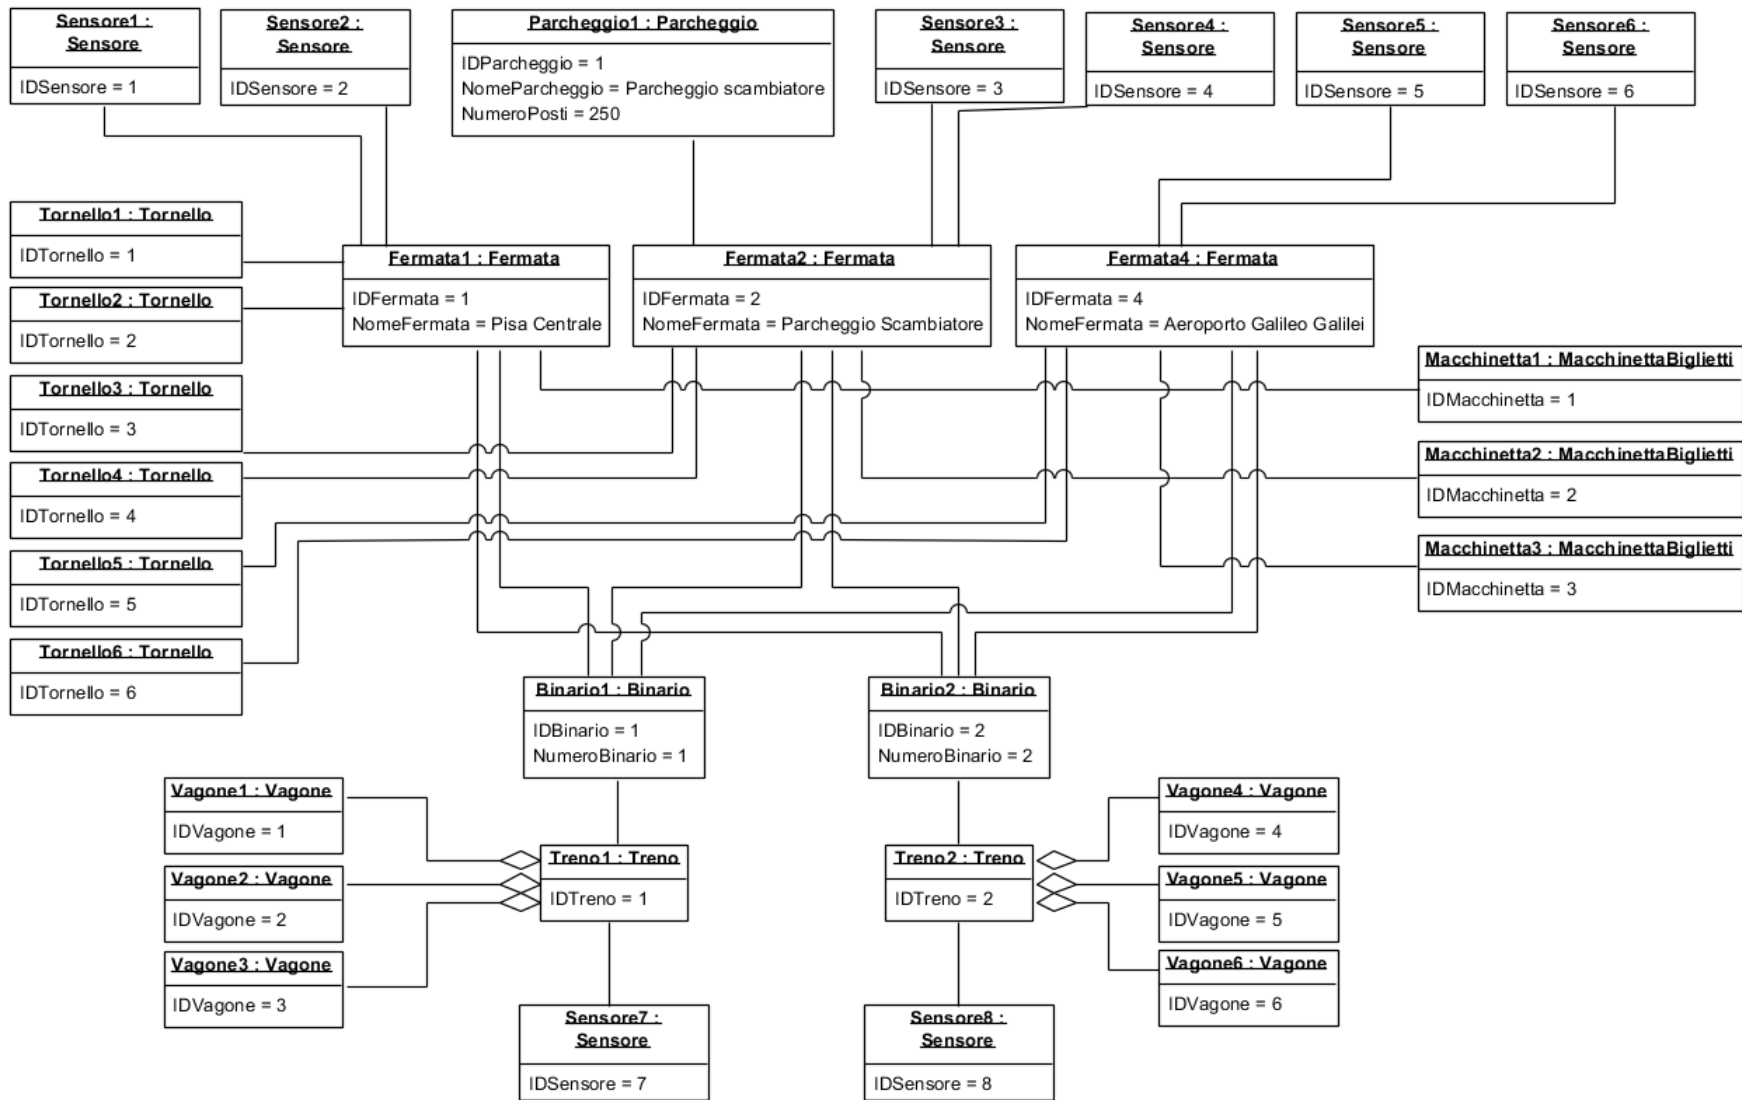 Sensore1 :
Sensore
IDSensore = 1
Sensore2 :
Sensore
IDSensore = 2
Parcheggio1 : Parcheggio
IDParcheggio = 1
NomeParcheggio = Parcheggio scambiatore
NumeroPosti = 250
Sensore3 :
Sensore
IDSensore = 3
Sensore4 :
Sensore
IDSensore = 4
Sensore5 :
Sensore
IDSensore = 5
Sensore6 :
Sensore
IDSensore = 6
Tornello1 : Tornello
IDTornello = 1
Tornello2 : Tornello
IDTornello = 2
Tornello3 : Tornello
IDTornello = 3
Tornello4 : Tornello
IDTornello = 4
Tornello5 : Tornello
IDTornello = 5
Tornello6 : Tornello
IDTornello = 6
Fermata1 : Fermata
IDFermata = 1
NomeFermata = Pisa Centrale
Fermata2 : Fermata
IDFermata = 2
NomeFermata = Parcheggio Scambiatore
Fermata4 : Fermata
IDFermata = 4
NomeFermata = Aeroporto Galileo Galilei
Macchinetta1 : MacchinettaBiglietti
IDMacchinetta = 1
Macchinetta2 : MacchinettaBiglietti
IDMacchinetta = 2
Macchinetta3 : MacchinettaBiglietti
IDMacchinetta = 3
Binario1 : Binario
IDBinario = 1
NumeroBinario = 1
Binario2 : Binario
IDBinario = 2
NumeroBinario = 2
Vagone1 : Vagone
IDVagone = 1
Vagone2 : Vagone
IDVagone = 2
Vagone3 : Vagone
IDVagone = 3
Treno1 : Treno
IDTreno = 1
Treno2 : Treno
IDTreno = 2
Vagone4 : Vagone
IDVagone = 4
Vagone5 : Vagone
IDVagone = 5
Vagone6 : Vagone
IDVagone = 6
Sensore7 :
Sensore
IDSensore = 7
Sensore8 :
Sensore
IDSensore = 8